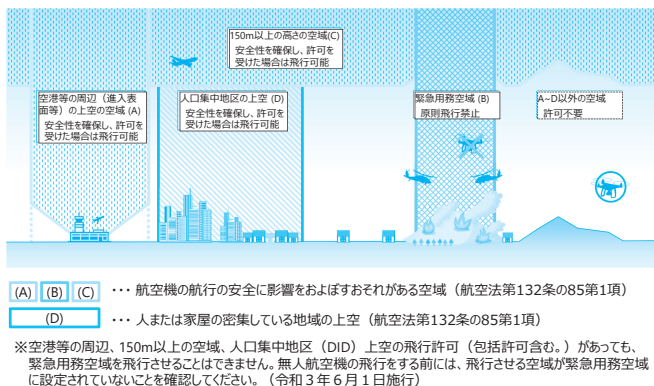 150m以上の高さの空域(C)
安全性を確保し、許可を
受けた場合は飛行可能
空港等の周辺（進入表
面等）の上空の空域 (A)
安全性を確保し、許可を
受けた場合は飛行可能
人口集中地区の上空 (D)
安全性を確保し、許可を
受けた場合は飛行可能
緊急用務空域 (B)
原則飛行禁止
A~D以外の空域
許可不要
(A) (B) (C) ･･･ 航空機の航行の安全に影響をおよぼすおそれがある空域（航空法第132条の85第1項）
(D) ･･･ 人または家屋の密集している地域の上空（航空法第132条の85第1項）
※空港等の周辺、150m以上の空域、人口集中地区（DID）上空の飛行許可（包括許可含む。）があっても、
緊急用務空域を飛行させることはできません。無人航空機の飛行をする前には、飛行させる空域が緊急用務空域
に設定されていないことを確認してください。（令和３年６月１日施行）